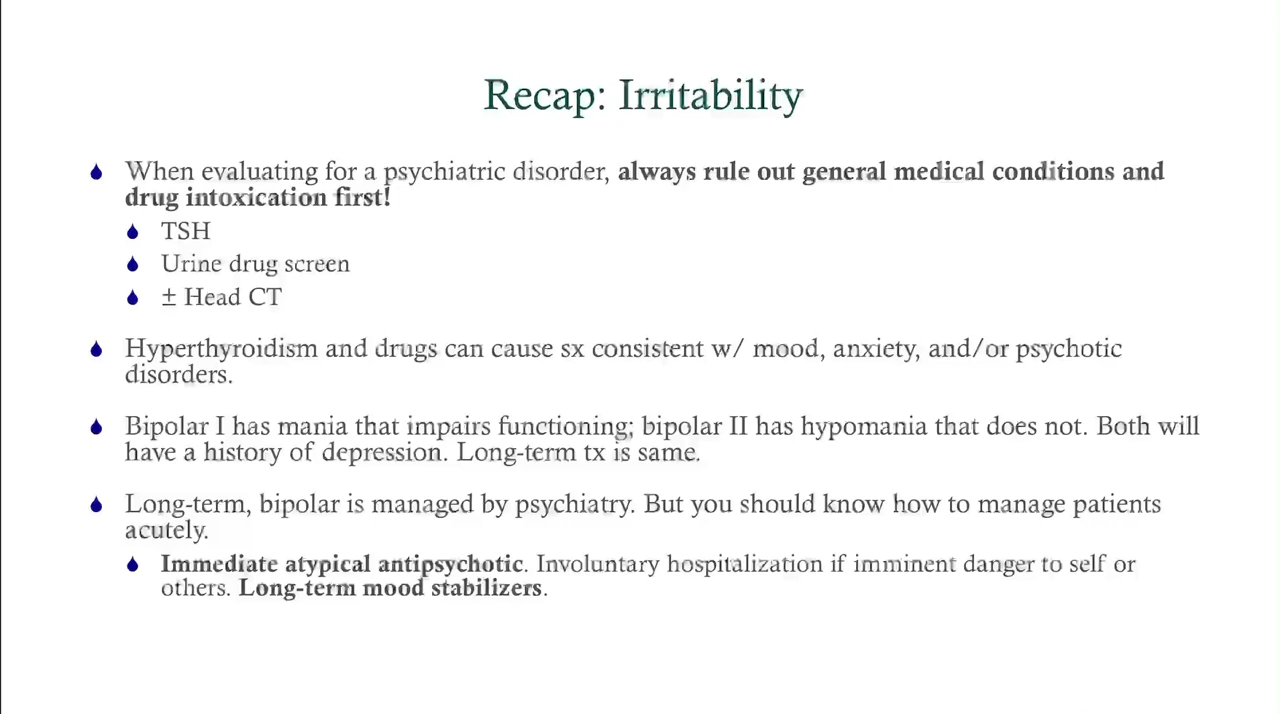 Recap: Irritability
When evaluating for a psychiatric disorder, always rule out general medical conditions and
drug intoxication first!
TSH
Urine drug screen
± Head CT
Hyperthyroidism and drugs can cause sx consistent w/ mood, anxiety, and/or psychotic
disorders.
Bipolar I has mania that impairs functioning; bipolar II has hypomania that does not. Both will
have a history of depression. Long-term tx is same.
Long-term, bipolar is managed by psychiatry. But you should know how to manage patients
acutely.
Immediate atypical antipsychotic. Involuntary hospitalization if imminent danger to self or
others. Long-term mood stabilizers.